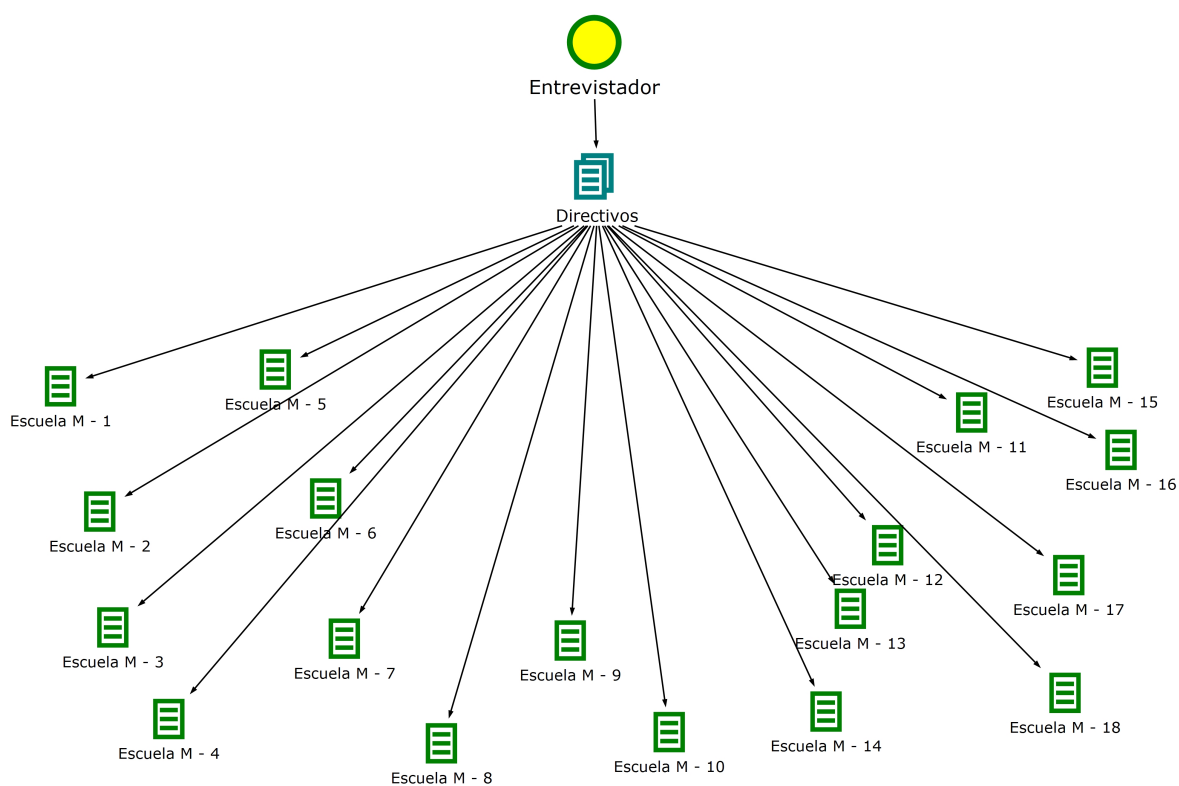 Entrevistador
Directivos
Escuela M - 1
Escuela M - 5
Escuela M - 15
Escuela M - 11
Escuela M - 16
Escuela M - 2
Escuela M - 6
Escuela M - 12
Escuela M - 17
Escuela M - 3
Escuela M - 7
Escuela M - 9
Escuela M - 13
Escuela M - 18
Escuela M - 4
Escuela M - 8
Escuela M - 10
Escuela M - 14